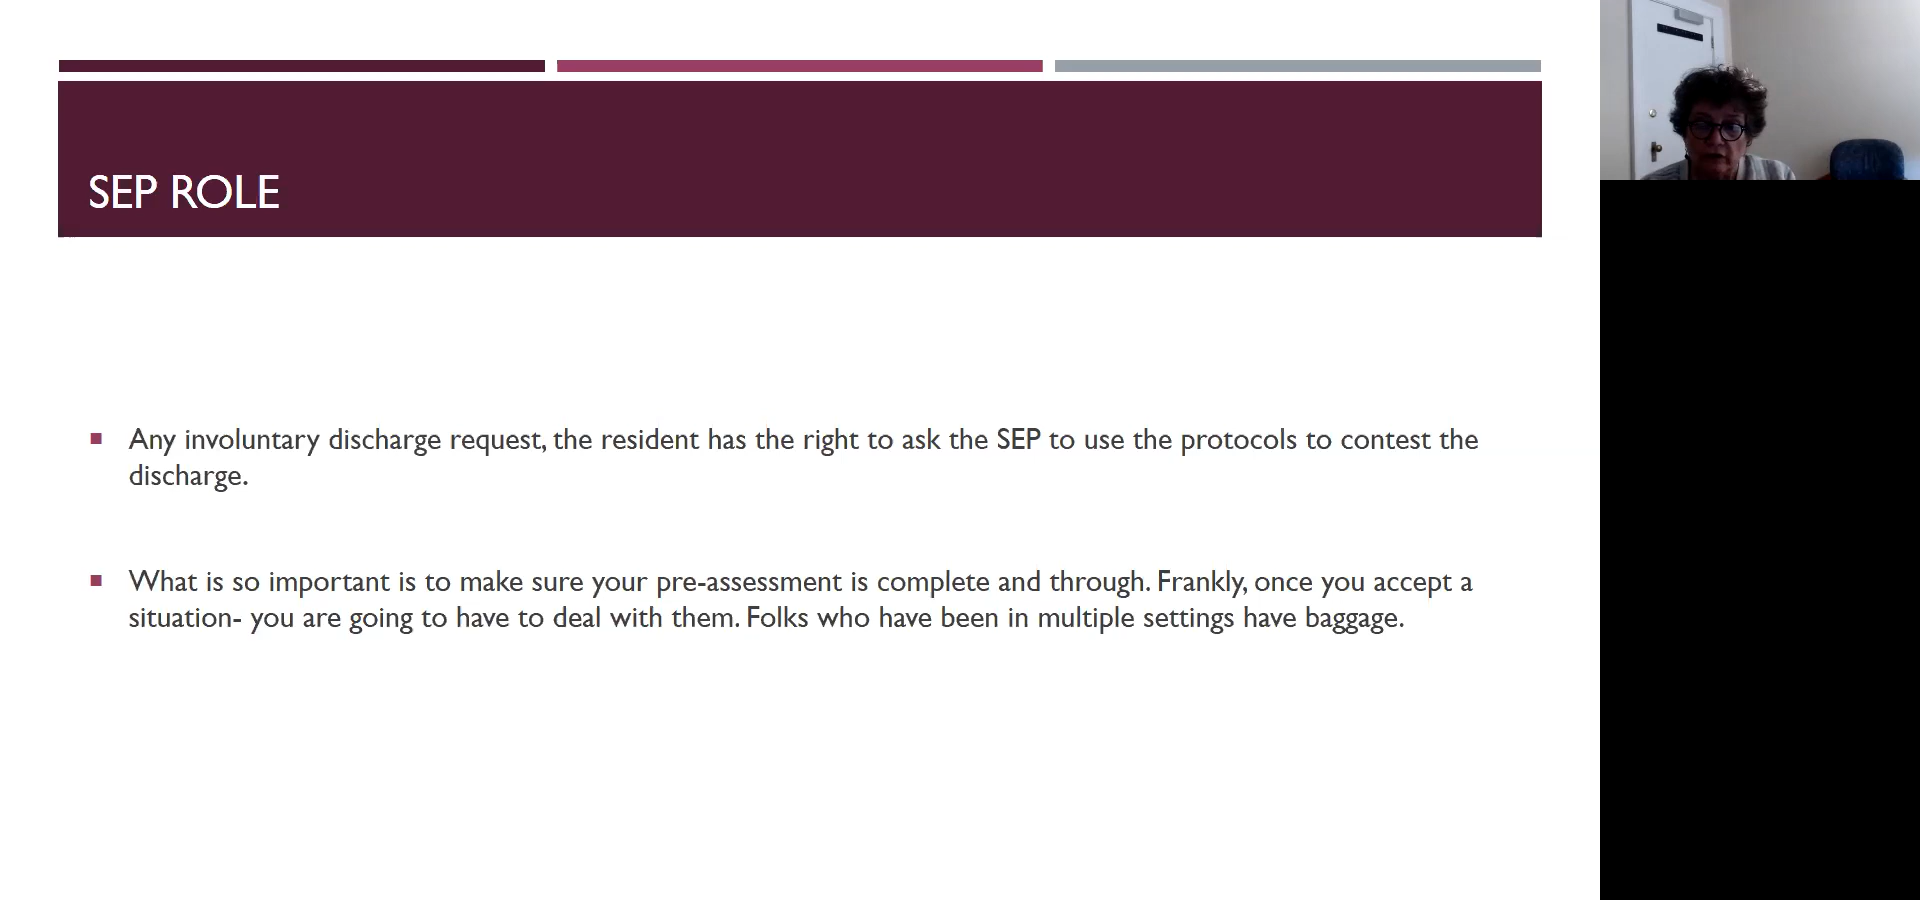 SEP ROLE
Any involuntary discharge request, the resident has the right to ask the SEP to use the protocols to contest the
discharge.
What is so important is to make sure your pre-assessment is complete and through. Frankly, once you accept a
situation- you are going to have to deal with them. Folks who have been in multiple settings have baggage.